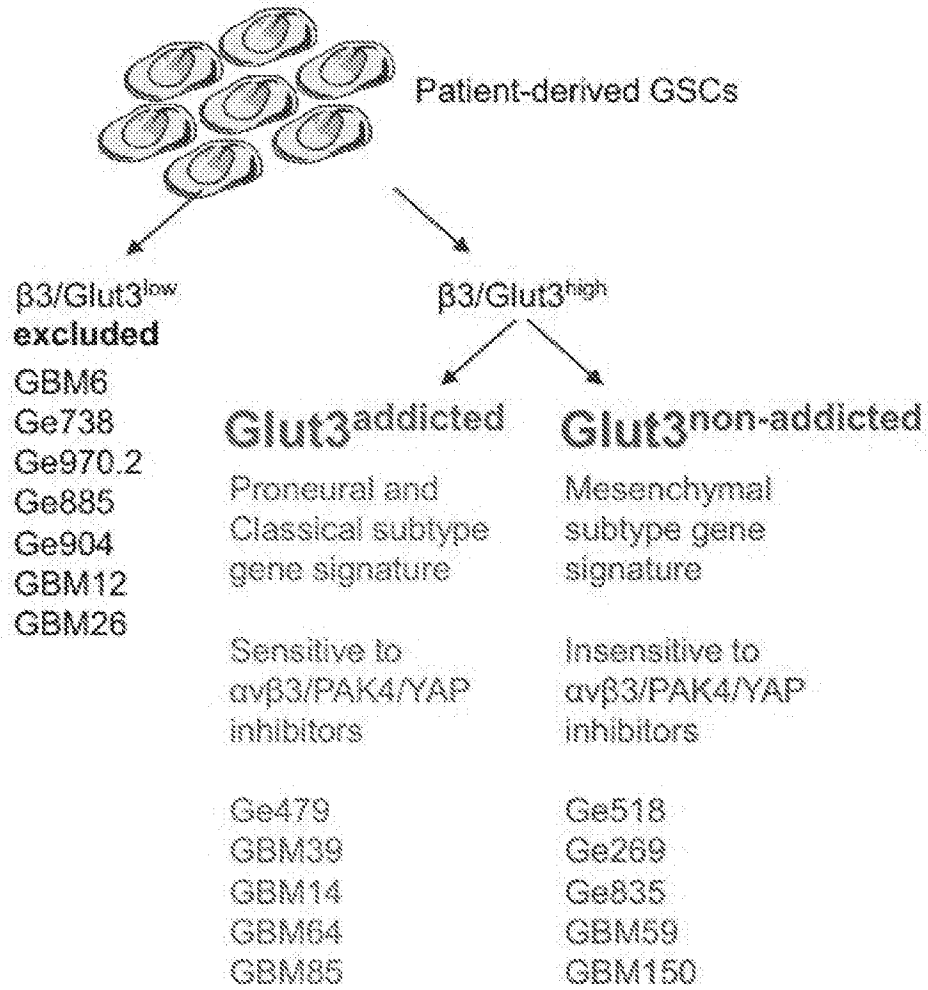 Patient-derived GSCs
β3/Glut3low
excluded
GBM6
Ge738
Ge970.2
Ge885
Ge904
GBM12
GBM26
β3/Glut3high
Glut3addicted
Proneural and
Classical subtype
gene signature
Sensitive to
αvβ3/PAK4/YAP
inhibitors
Ge479
GBM39
GBM14
GBM64
GBM85
Glut3non-addicted
Mesenchymal
subtype gene
signature
Insensitive to
αvβ3/PAK4/YAP
inhibitors
Ge518
Ge269
Ge835
GBM59
GBM150